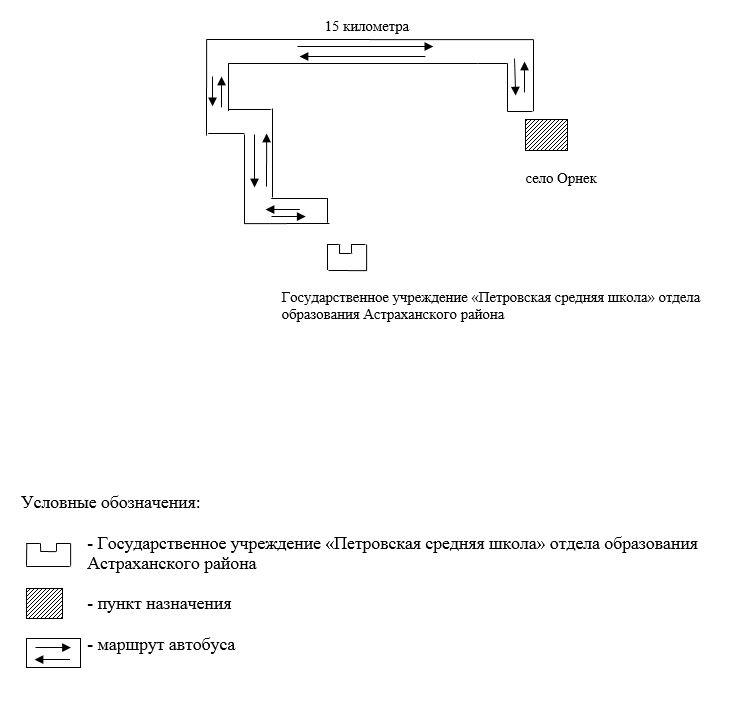 15 километра
село Орнек
Государственное учреждение «Петровская средняя школа» отдела
образования Астраханского района
Условные обозначения:
- Государственное учреждение «Петровская средняя школа» отдела образования
Астраханского района
- пункт назначения
- маршрут автобуса